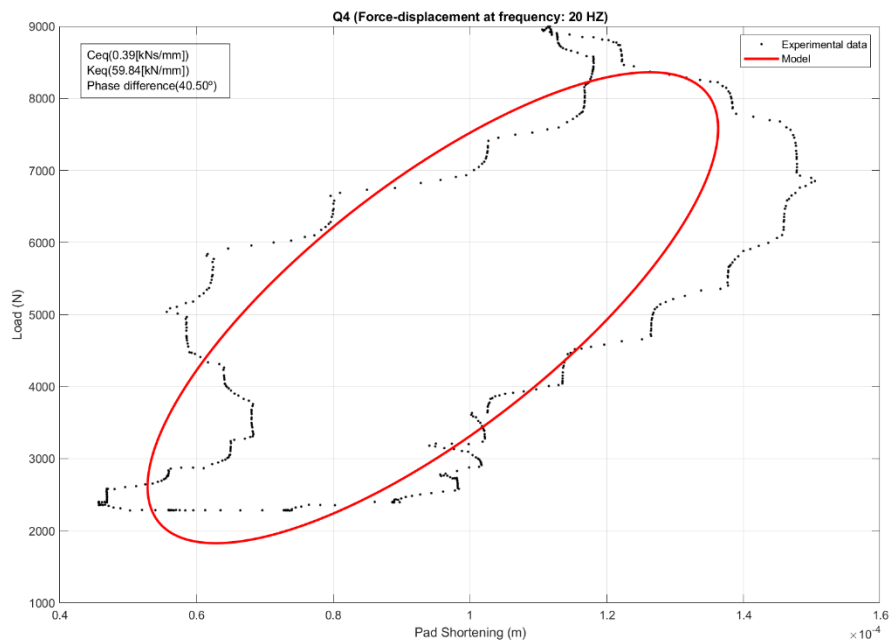 Q4 (Force-displacement at frequency: 20 HZ)
9000
Ceq(0.39[kNs/mm])
Keq(59.84[kN/mm])
Phase difference(40.50º)
Experimental data
Model
8000
7000
6000
5000
4000
3000
2000
1000
Load (N)
0.4
0.6
0.8
1
1.2
1.4
1.6
Pad Shortening (m)
×10⁻⁴